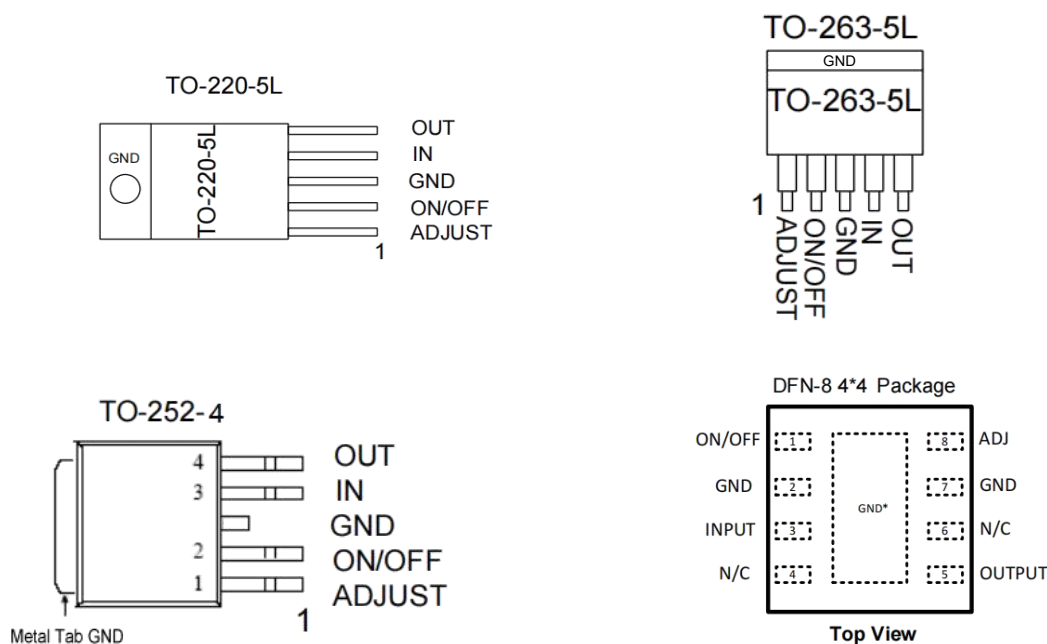 TO-220-5L
GND
TO-220-5L
OUT
IN
GND
ON/OFF
ADJUST
1
TO-263-5L
GND
TO-263-5L
1
ADJUST
ON/OFF
GND
IN
OUT
TO-252-4
4
3
2
1
OUT
IN
GND
ON/OFF
ADJUST
1
Metal Tab GND
DFN-8 4*4 Package
ON/OFF 1 8 ADJ
GND 2 7 GND
GND*
INPUT 3 6 N/C
N/C 4 5 OUTPUT
Top View